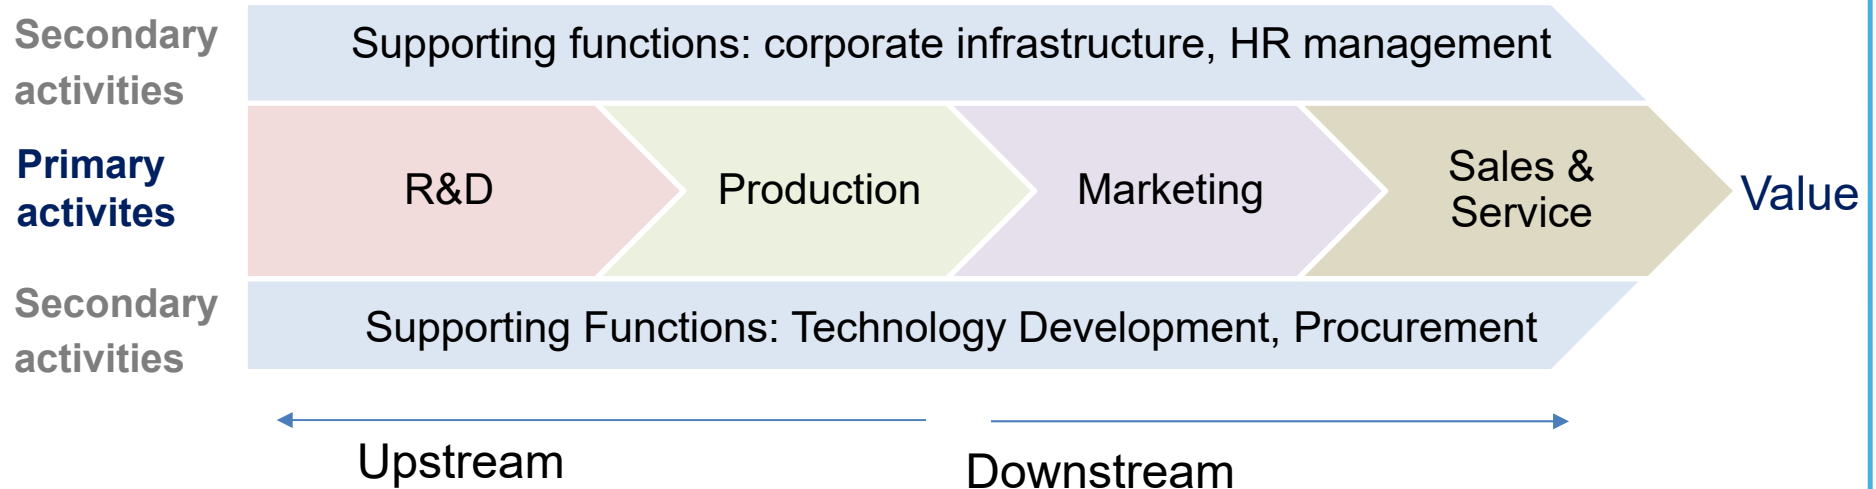 Secondary
activities
Supporting functions: corporate infrastructure, HR management
Primary
activites
R&D
Production
Marketing
Sales &
Service
Value
Secondary
activities
Supporting Functions: Technology Development, Procurement
Upstream
Downstream